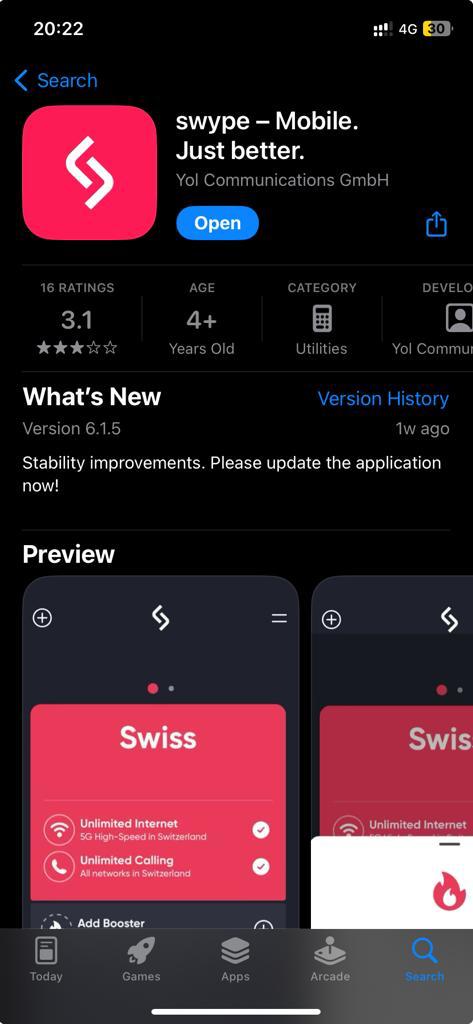 20:22
4G
30
Search
swype – Mobile.
Just better.
Yol Communications GmbH
Open
16 RATINGS
AGE
CATEGORY
DEVELO
3.1
4+
Years Old
Utilities
Yol Commu
What's New
Version History
Version 6.1.5
1w ago
Stability improvements. Please update the application
now!
Preview
Swiss
Unlimited Internet
5G High-Speed in Switzerland
Unlimited Calling
All networks in Switzerland
Add Booster
Swis
Unlimited Internet
Today
Games
Apps
Arcade
Search